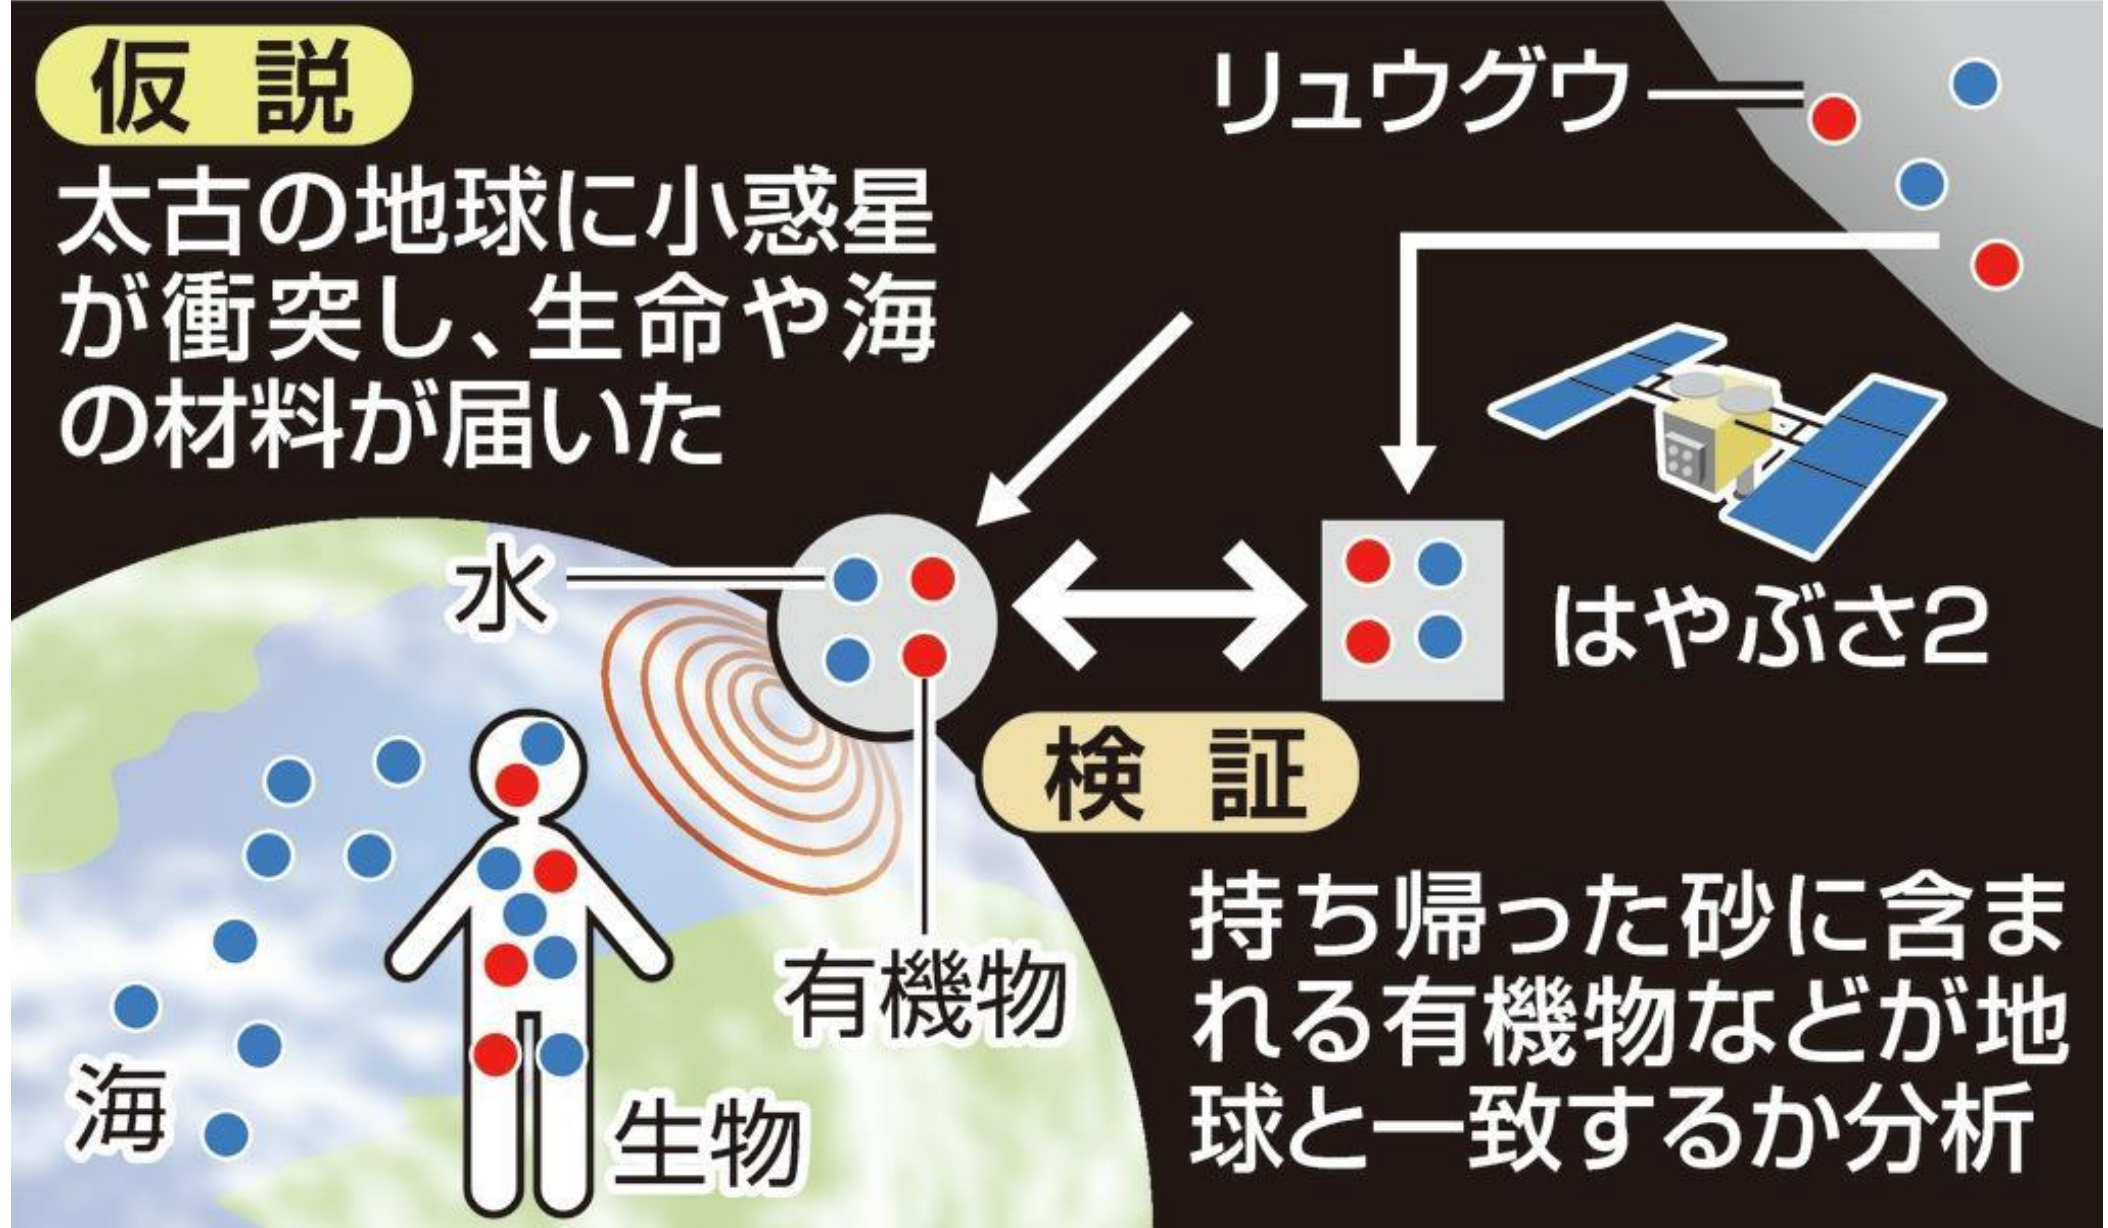 仮説
太古の地球に小惑星
が衝突し、生命や海
の材料が届いた
リュウグウ
はやぶさ2
水
有機物
海
生物
検証
持ち帰った砂に含ま
れる有機物などが地
球と一致するか分析